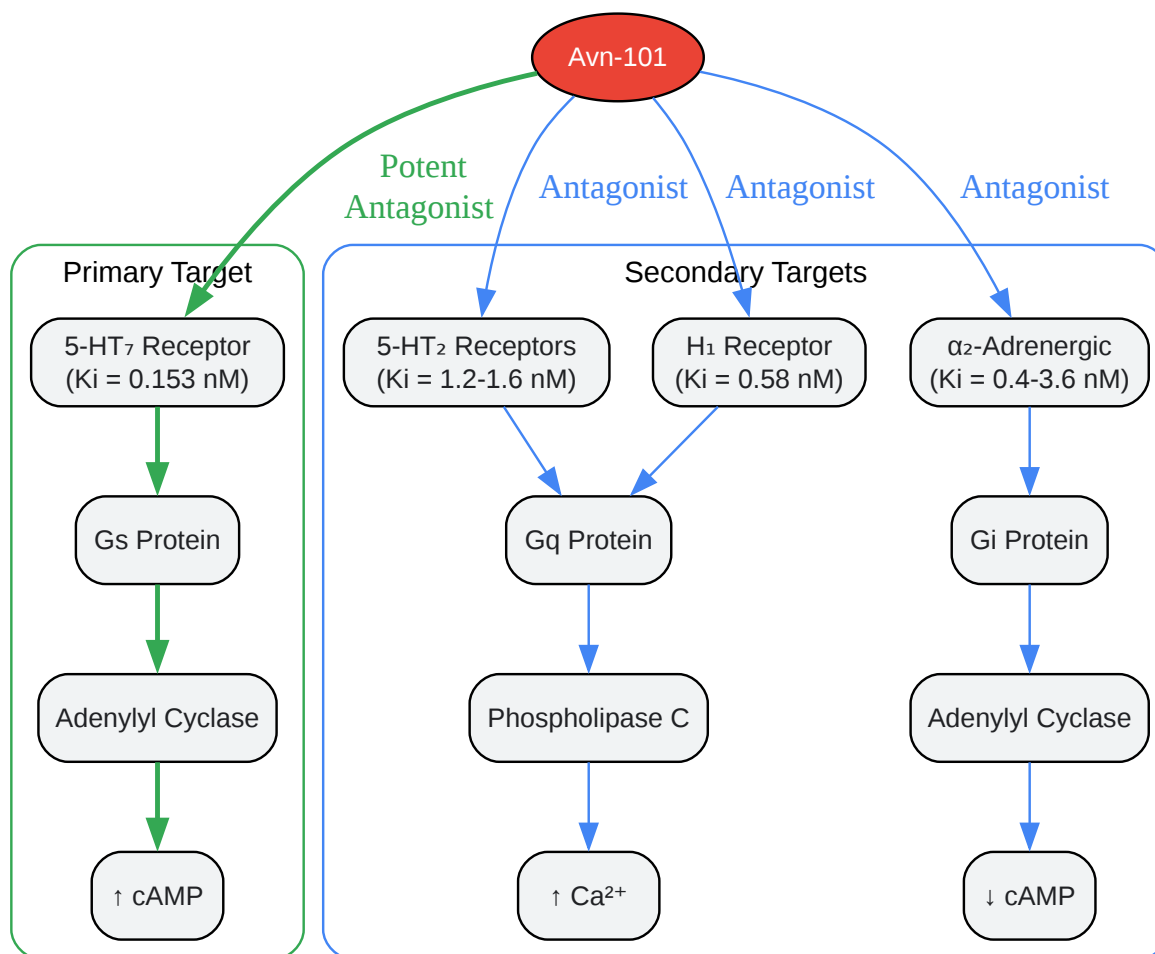 Avn-101
Potent
Antagonist
Antagonist
Antagonist
Antagonist
Primary Target
Secondary Targets
5-HT₇ Receptor
(Ki = 0.153 nM)
5-HT₂ Receptors
(Ki = 1.2-1.6 nM)
H₁ Receptor
(Ki = 0.58 nM)
α₂-Adrenergic
(Ki = 0.4-3.6 nM)
Gs Protein
Gq Protein
Gi Protein
Adenylyl Cyclase
Phospholipase C
Adenylyl Cyclase
↑ cAMP
↑ Ca²⁺
↓ cAMP